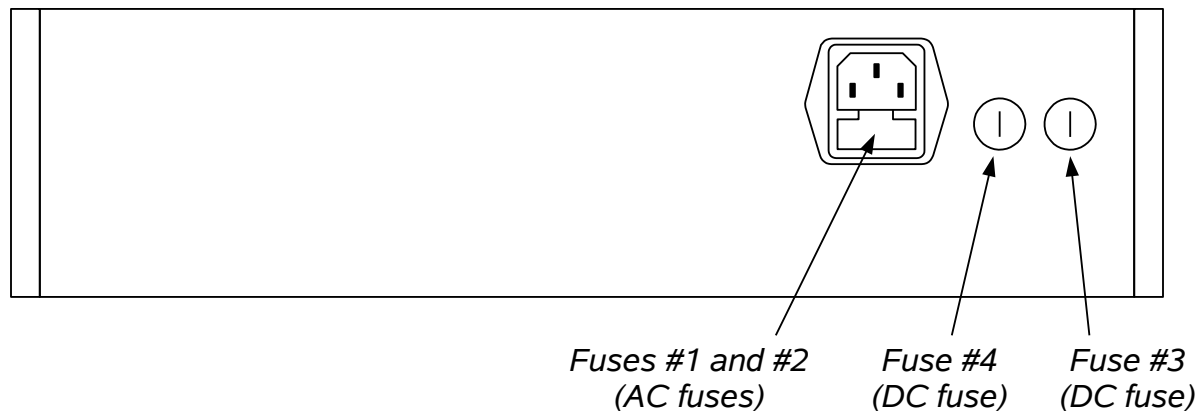 Fuses #1 and #2
(AC fuses)
Fuse #4
(DC fuse)
Fuse #3
(DC fuse)